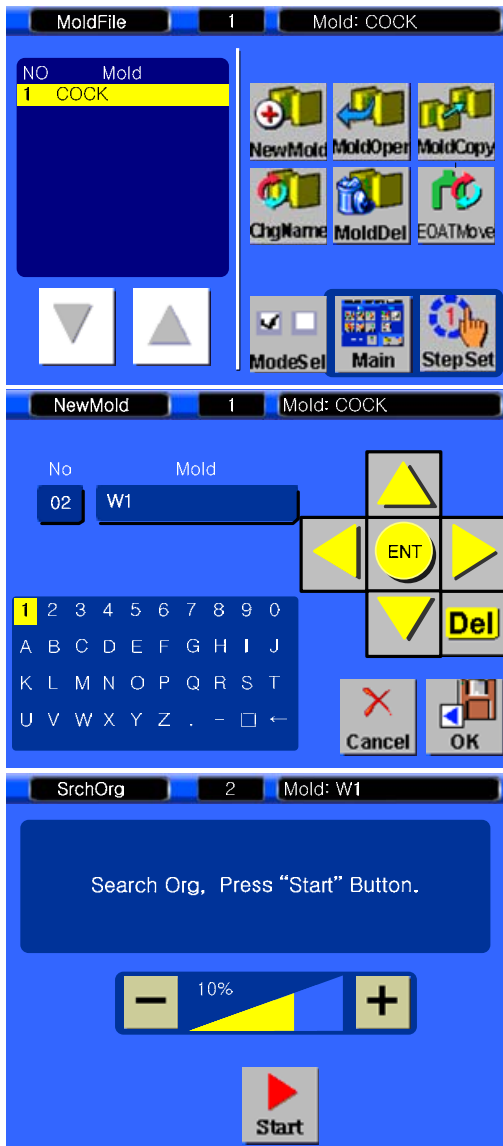 MoldFile 1 Mold: COCK
NO Mold
1 COCK
NewMold MoldOper MoldCopy
ChgName MoldDel EOATMove
1
ModeSel Main StepSet
NewMold 1 Mold: COCK
No Mold
02 W1
ENT
Del
1 2 3 4 5 6 7 8 9 0
A B C D E F G H I J
K L M N O P Q R S T
U V W X Y Z . - □ ←
Cancel OK
SrchOrg 2 Mold: W1
Search Org, Press “Start” Button.
10%
− +
Start